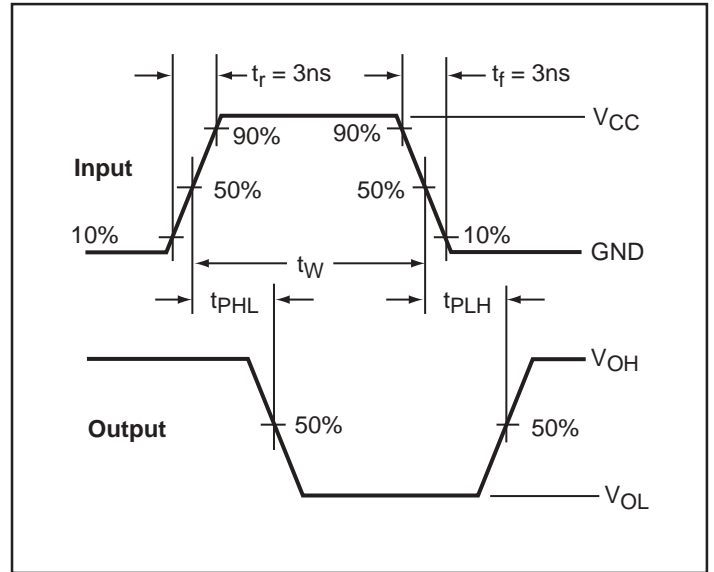 tr = 3ns
tf = 3ns
VCC
90%
90%
Input
50%
50%
10%
10%
GND
tW
tPHL
tPLH
VOH
Output
50%
50%
VOL